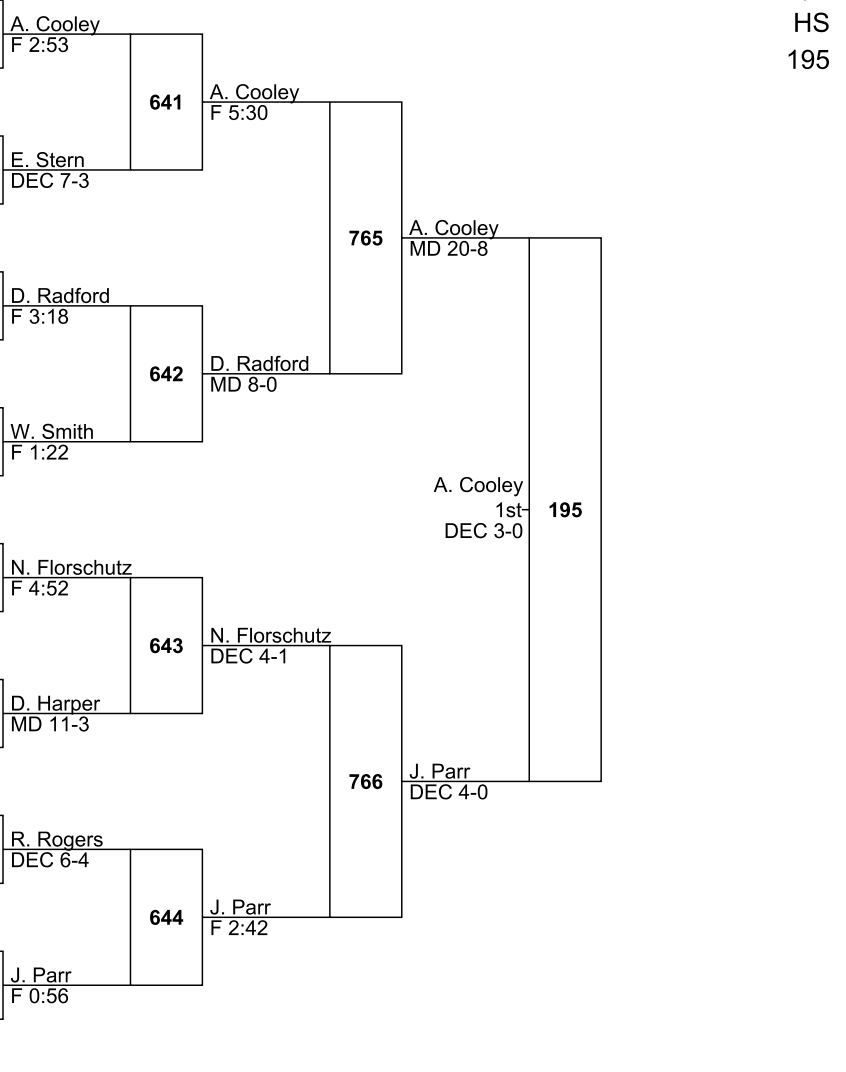 HS
195
A. Cooley
F 2:53
641
A. Cooley
F 5:30
E. Stern
DEC 7-3
765
A. Cooley
MD 20-8
D. Radford
F 3:18
642
D. Radford
MD 8-0
W. Smith
F 1:22
A. Cooley
1st
DEC 3-0
195
N. Florschutz
F 4:52
643
N. Florschutz
DEC 4-1
D. Harper
MD 11-3
766
J. Parr
DEC 4-0
R. Rogers
DEC 6-4
644
J. Parr
F 2:42
J. Parr
F 0:56